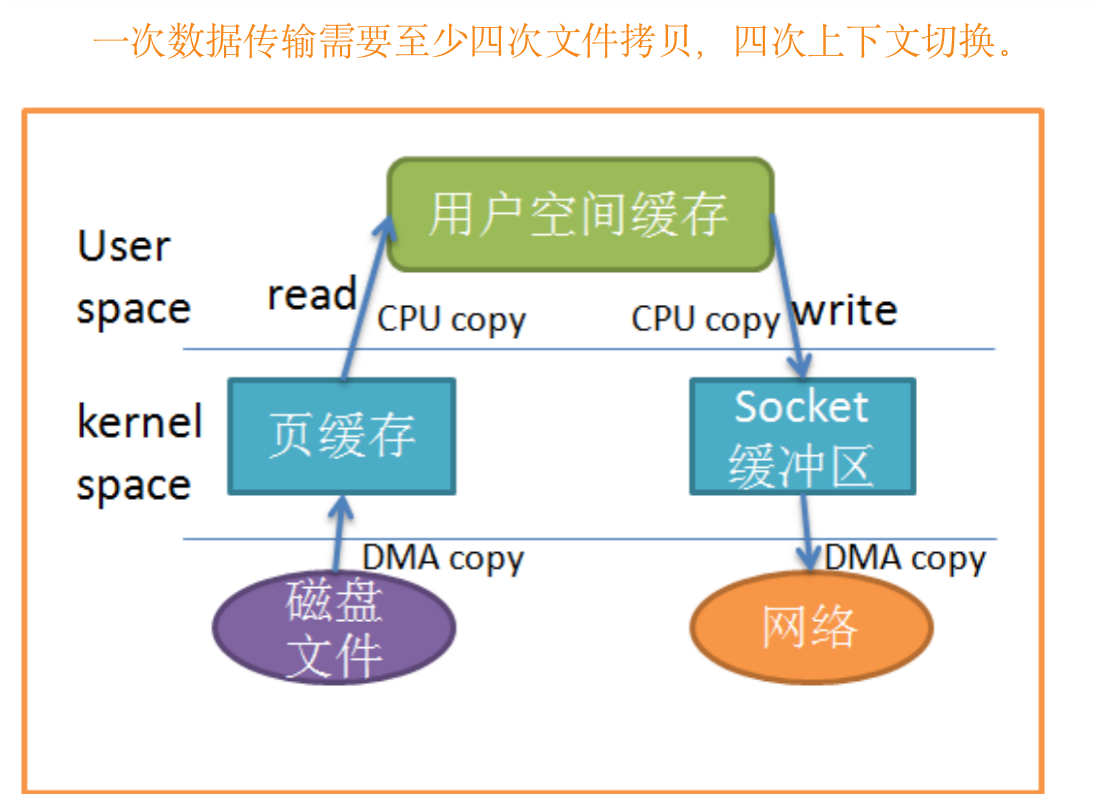 一次数据传输需要至少四次文件拷贝，四次上下文切换。
用户空间缓存
User
space
read
CPU copy
CPU copy
write
kernel
space
页缓存
Socket
缓冲区
DMA copy
DMA copy
磁盘
文件
网络